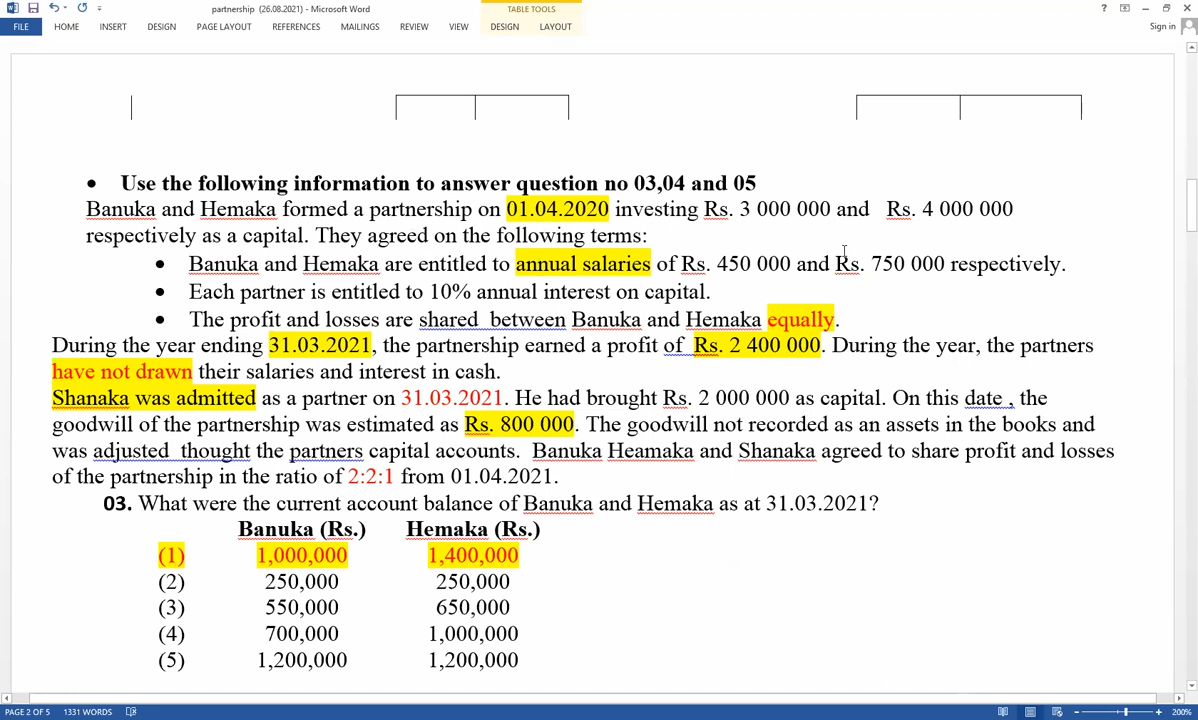 partnership (26.08.2021) - Microsoft Word
TABLE TOOLS
FILE HOME INSERT DESIGN PAGE LAYOUT REFERENCES MAILINGS REVIEW VIEW DESIGN LAYOUT
Sign in
• Use the following information to answer question no 03,04 and 05
Banuka and Hemaka formed a partnership on 01.04.2020 investing Rs. 3 000 000 and Rs. 4 000 000
respectively as a capital. They agreed on the following terms:
• Banuka and Hemaka are entitled to annual salaries of Rs. 450 000 and Rs. 750 000 respectively.
• Each partner is entitled to 10% annual interest on capital.
• The profit and losses are shared between Banuka and Hemaka equally.
During the year ending 31.03.2021, the partnership earned a profit of Rs. 2 400 000. During the year, the partners
have not drawn their salaries and interest in cash.
Shanaka was admitted as a partner on 31.03.2021. He had brought Rs. 2 000 000 as capital. On this date , the
goodwill of the partnership was estimated as Rs. 800 000. The goodwill not recorded as an assets in the books and
was adjusted thought the partners capital accounts. Banuka Heamaka and Shanaka agreed to share profit and losses
of the partnership in the ratio of 2:2:1 from 01.04.2021.
03. What were the current account balance of Banuka and Hemaka as at 31.03.2021?
Banuka (Rs.) Hemaka (Rs.)
(1) 1,000,000 1,400,000
(2) 250,000 250,000
(3) 550,000 650,000
(4) 700,000 1,000,000
(5) 1,200,000 1,200,000
PAGE 2 OF 5 1331 WORDS 200%